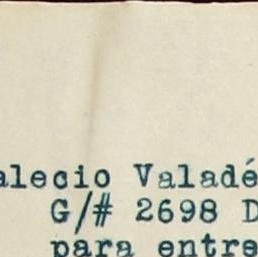 alecio Valadé
G/# 2698 D
para entre